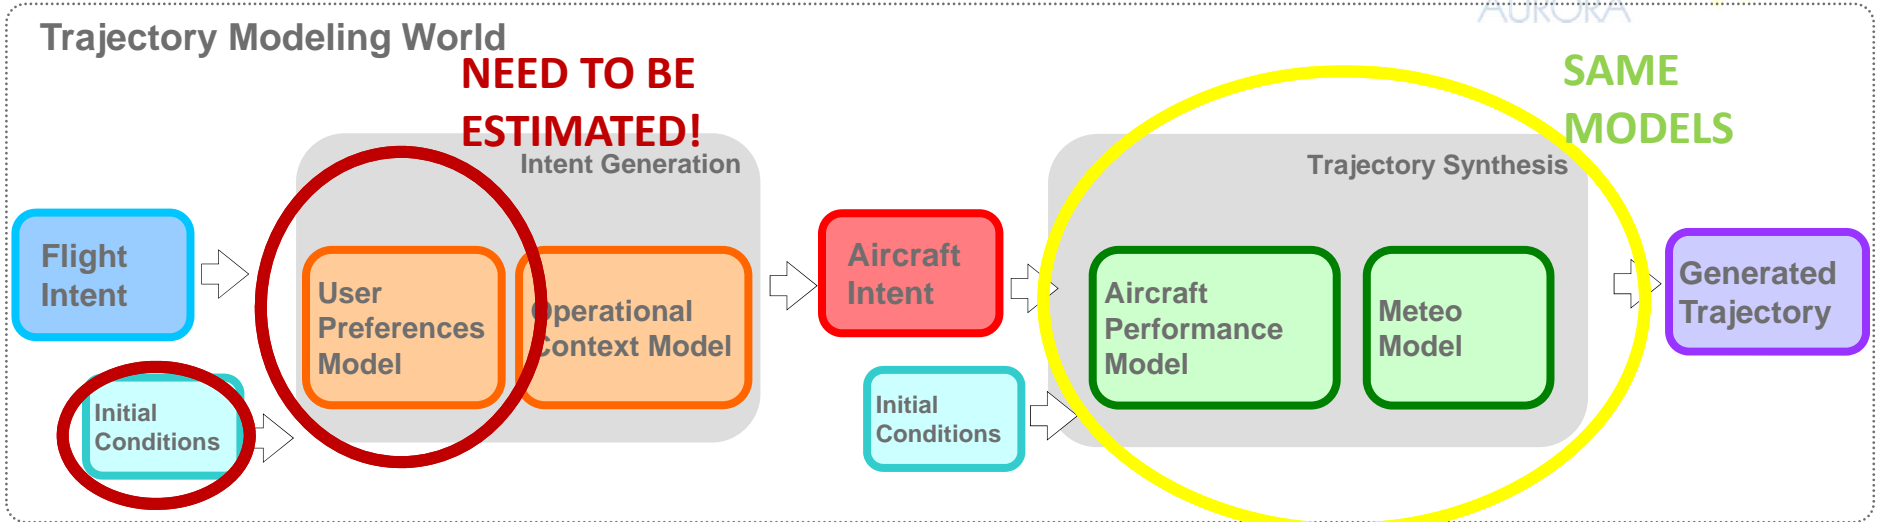 AURORA
Trajectory Modeling World
NEED TO BE
ESTIMATED!
SAME
MODELS
Intent Generation
Trajectory Synthesis
Flight
Intent
User
Preferences
Model
Operational
Context Model
Aircraft
Intent
Aircraft
Performance
Model
Meteo
Model
Generated
Trajectory
Initial
Conditions
Initial
Conditions